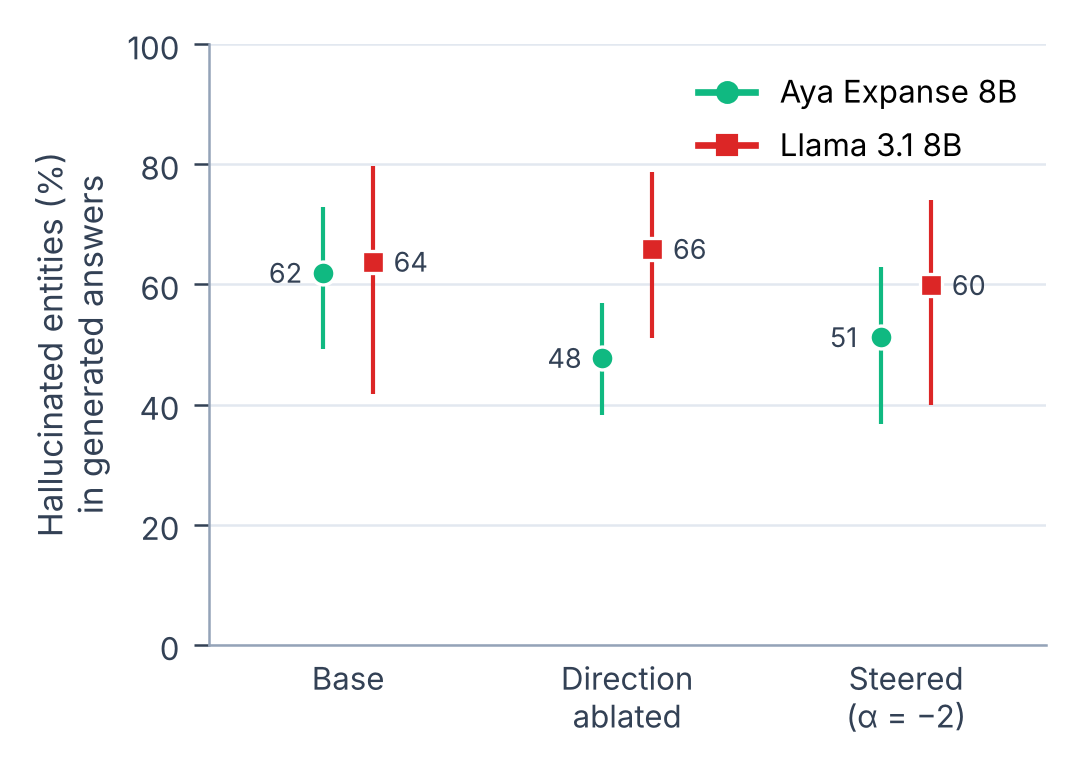 Hallucinated entities (%)
in generated answers
100
80
60
40
20
0
Aya Expanse 8B
Llama 3.1 8B
62
64
48
66
51
60
Base
Direction
ablated
Steered
(α = −2)